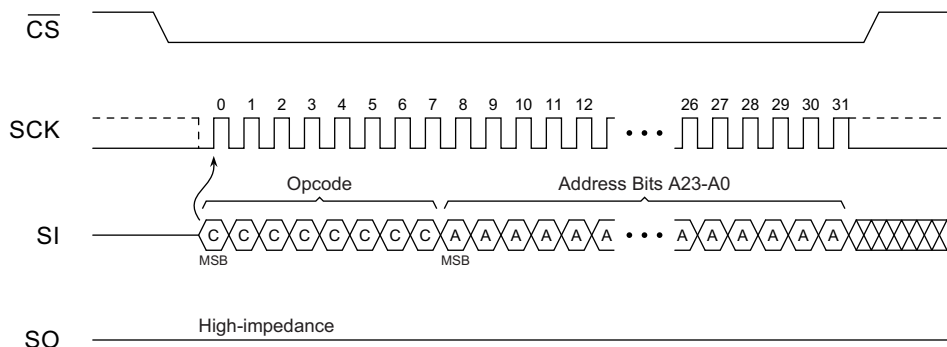 CS
0 1 2 3 4 5 6 7 8 9 10 11 12 26 27 28 29 30 31
SCK
Opcode Address Bits A23-A0
SI C C C C C C C C A A A A A A A A A A A A
MSB MSB
High-impedance
SO